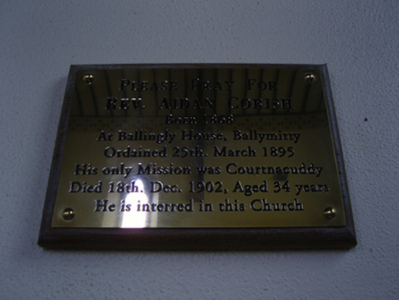 Please Pray For
Rev. Aidan Corish
Born 1868
At Ballingly House, Ballymitty
Ordained 25th. March 1895
His only Mission was Courtnacuddy
Died 18th. Dec. 1902, Aged 34 years
He is interred in this Church